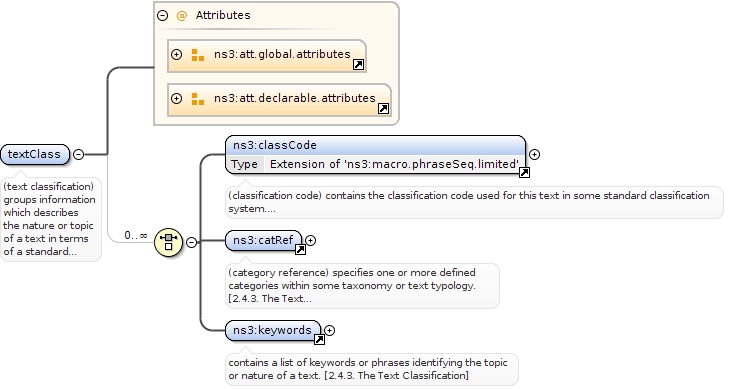 Attributes
ns3:att.global.attributes
ns3:att.declarable.attributes
textClass
(text classification)
groups information
which describes
the nature or topic
of a text in terms
of a standard...
0..∞
ns3:classCode
Type Extension of 'ns3:macro.phraseSeq.limited'
(classification code) contains the classification code used for this text in some standard classification
system....
ns3:catRef
(category reference) specifies one or more defined
categories within some taxonomy or text typology.
[2.4.3. The Text...
ns3:keywords
contains a list of keywords or phrases identifying the topic
or nature of a text. [2.4.3. The Text Classification]